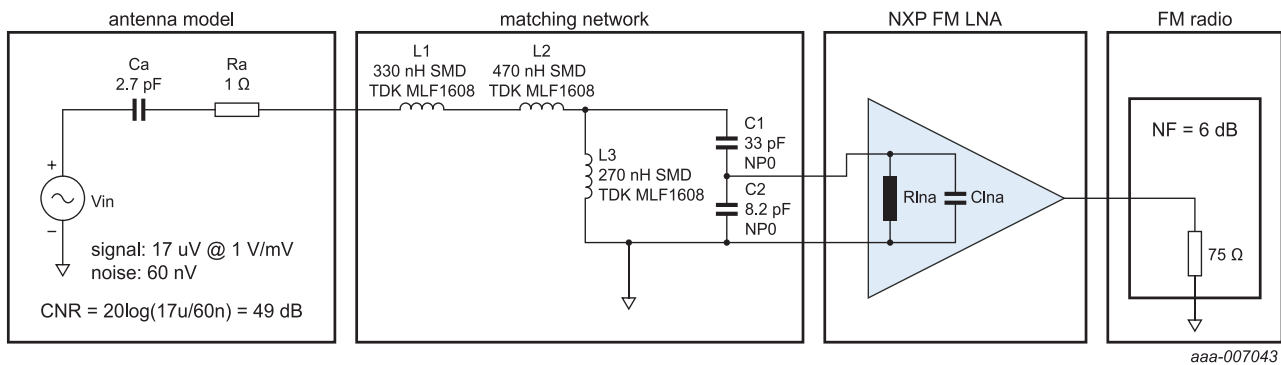 antenna model
matching network
NXP FM LNA
FM radio
Ca
2.7 pF
Ra
1 Ω
+
Vin
−
signal: 17 uV @ 1 V/mV
noise: 60 nV
CNR = 20log(17u/60n) = 49 dB
L1
330 nH SMD
TDK MLF1608
L2
470 nH SMD
TDK MLF1608
L3
270 nH SMD
TDK MLF1608
C1
33 pF
NP0
C2
8.2 pF
NP0
Rlna
Clna
NF = 6 dB
75 Ω
aaa-007043